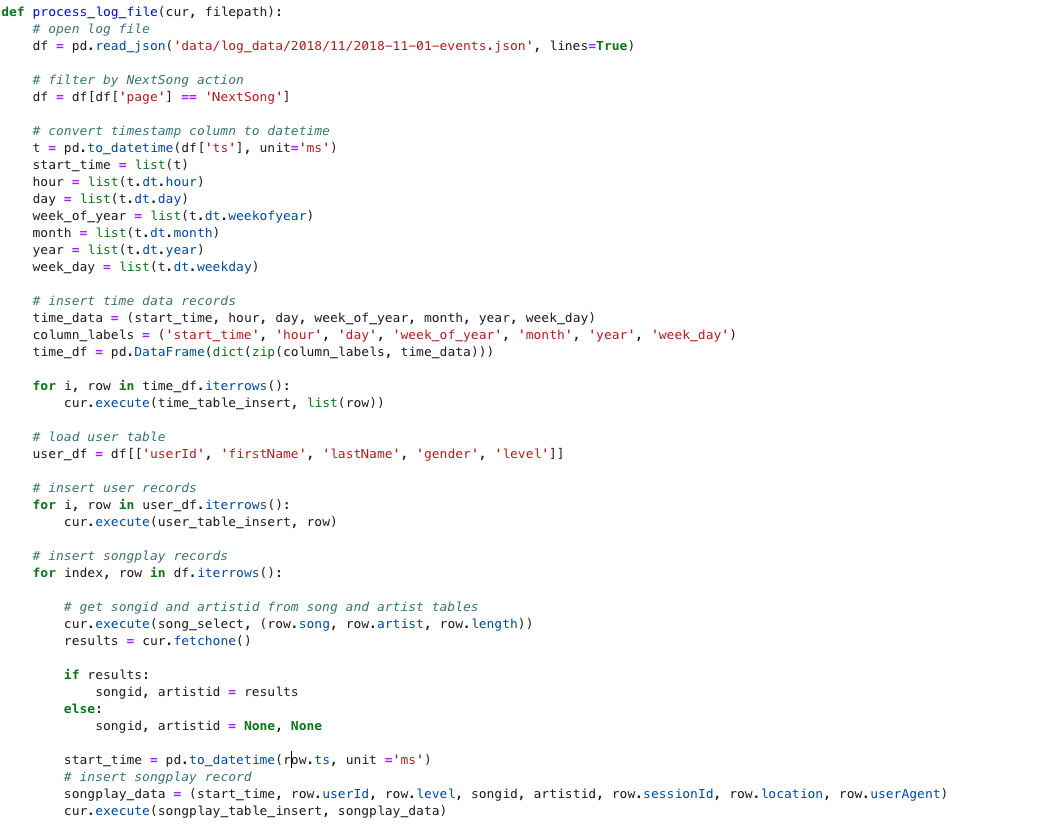 def process_log_file(cur, filepath):
    # open log file
    df = pd.read_json('data/log_data/2018/11/2018-11-01-events.json', lines=True)

    # filter by NextSong action
    df = df[df['page'] == 'NextSong']

    # convert timestamp column to datetime
    t = pd.to_datetime(df['ts'], unit='ms')
    start_time = list(t)
    hour = list(t.dt.hour)
    day = list(t.dt.day)
    week_of_year = list(t.dt.weekofyear)
    month = list(t.dt.month)
    year = list(t.dt.year)
    week_day = list(t.dt.weekday)

    # insert time data records
    time_data = (start_time, hour, day, week_of_year, month, year, week_day)
    column_labels = ('start_time', 'hour', 'day', 'week_of_year', 'month', 'year', 'week_day')
    time_df = pd.DataFrame(dict(zip(column_labels, time_data)))

    for i, row in time_df.iterrows():
        cur.execute(time_table_insert, list(row))

    # load user table
    user_df = df[['userId', 'firstName', 'lastName', 'gender', 'level']]

    # insert user records
    for i, row in user_df.iterrows():
        cur.execute(user_table_insert, row)

    # insert songplay records
    for index, row in df.iterrows():

        # get songid and artistid from song and artist tables
        cur.execute(song_select, (row.song, row.artist, row.length))
        results = cur.fetchone()

        if results:
            songid, artistid = results
        else:
            songid, artistid = None, None

        start_time = pd.to_datetime(row.ts, unit ='ms')
        # insert songplay record
        songplay_data = (start_time, row.userId, row.level, songid, artistid, row.sessionId, row.location, row.userAgent)
        cur.execute(songplay_table_insert, songplay_data)